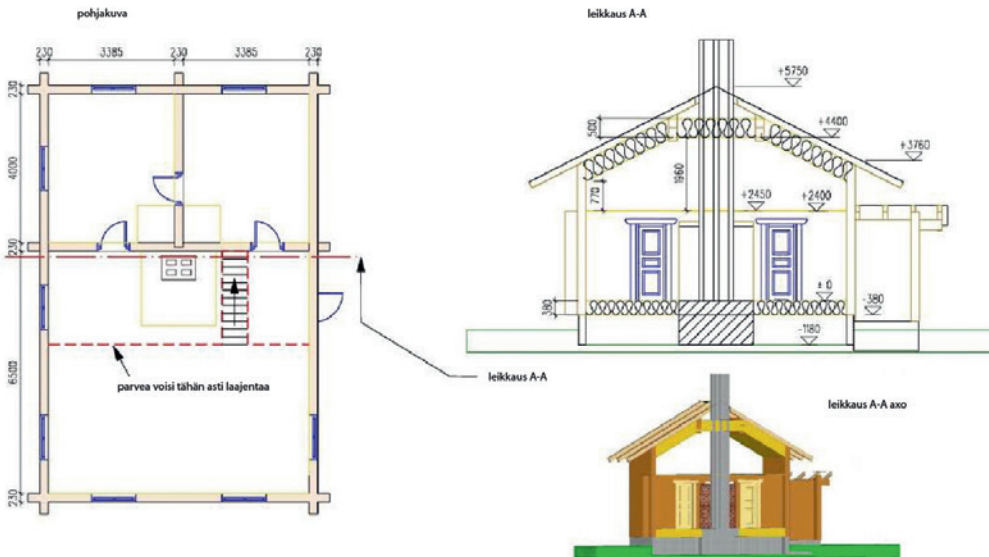 pohjakuva
230 3385 230 3385 230
230
4000
230
6500
230
parvea voisi tähän asti laajentaa
leikkaus A-A
leikkaus A-A
+5750
500
+4400
+3760
1960
770
+2450
+2400
± 0
380
-380
-1180
leikkaus A-A axo